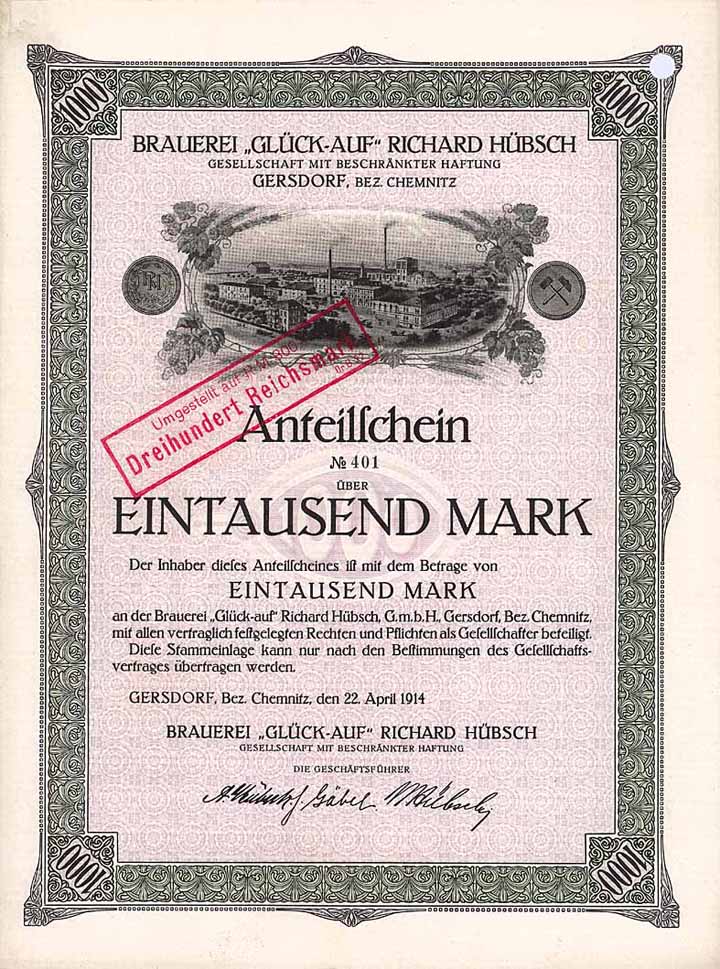 1000 1000
BRAUEREI „GLÜCK-AUF" RICHARD HÜBSCH
GESELLSCHAFT MIT BESCHRÄNKTER HAFTUNG
GERSDORF, BEZ. CHEMNITZ
Umgestellt auf
Dreihundert Reichsmark
Anteilſchein
№ 401
ÜBER
EINTAUSEND MARK
Der Inhaber dieſes Anteilſcheines iſt mit dem Betrage von
EINTAUSEND MARK
an der Brauerei „Glück-auf" Richard Hübsch, G.m.b.H., Gersdorf, Bez. Chemnitz,
mit allen vertraglich feſtgelegten Rechten und Pflichten als Geſellſchafter beteiligt.
Dieſe Stammeinlage kann nur nach den Beſtimmungen des Geſellſchafts-
vertrages übertragen werden.
GERSDORF, Bez. Chemnitz, den 22. April 1914
BRAUEREI „GLÜCK-AUF" RICHARD HÜBSCH
GESELLSCHAFT MIT BESCHRÄNKTER HAFTUNG
DIE GESCHÄFTSFÜHRER
Göbel. Hübsch
1000 1000